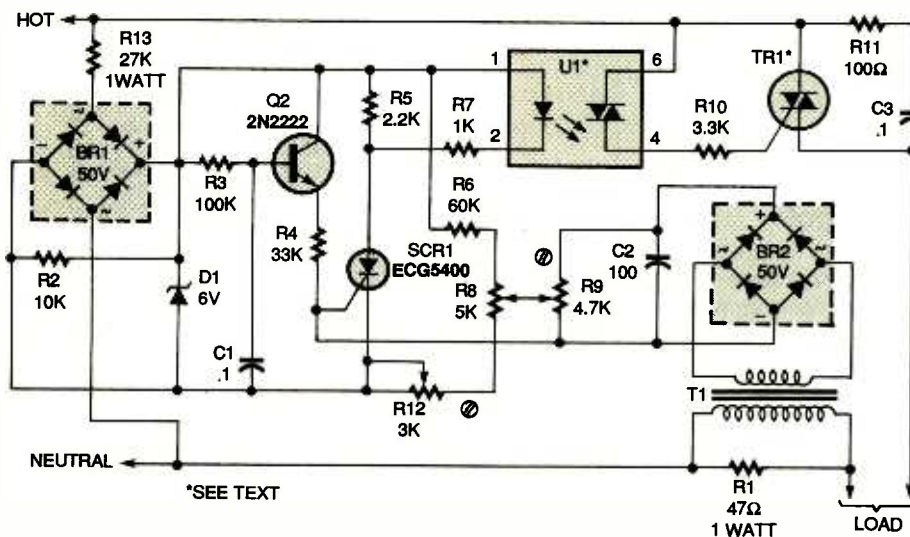 HOT
R13
27K
1WATT
R11
100Ω
C3
.1
TR1*
U1*
1
6
2
4
R10
3.3K
Q2
2N2222
R5
2.2K
R7
1K
R6
60K
BR1
50V
~
-
+
~
R3
100K
R4
33K
SCR1
ECG5400
R8
5K
R9
4.7K
C2
100
+
~
BR2
~
50V
-
R2
10K
D1
6V
C1
.1
R12
3K
T1
NEUTRAL
*SEE TEXT
R1
47Ω
1 WATT
LOAD